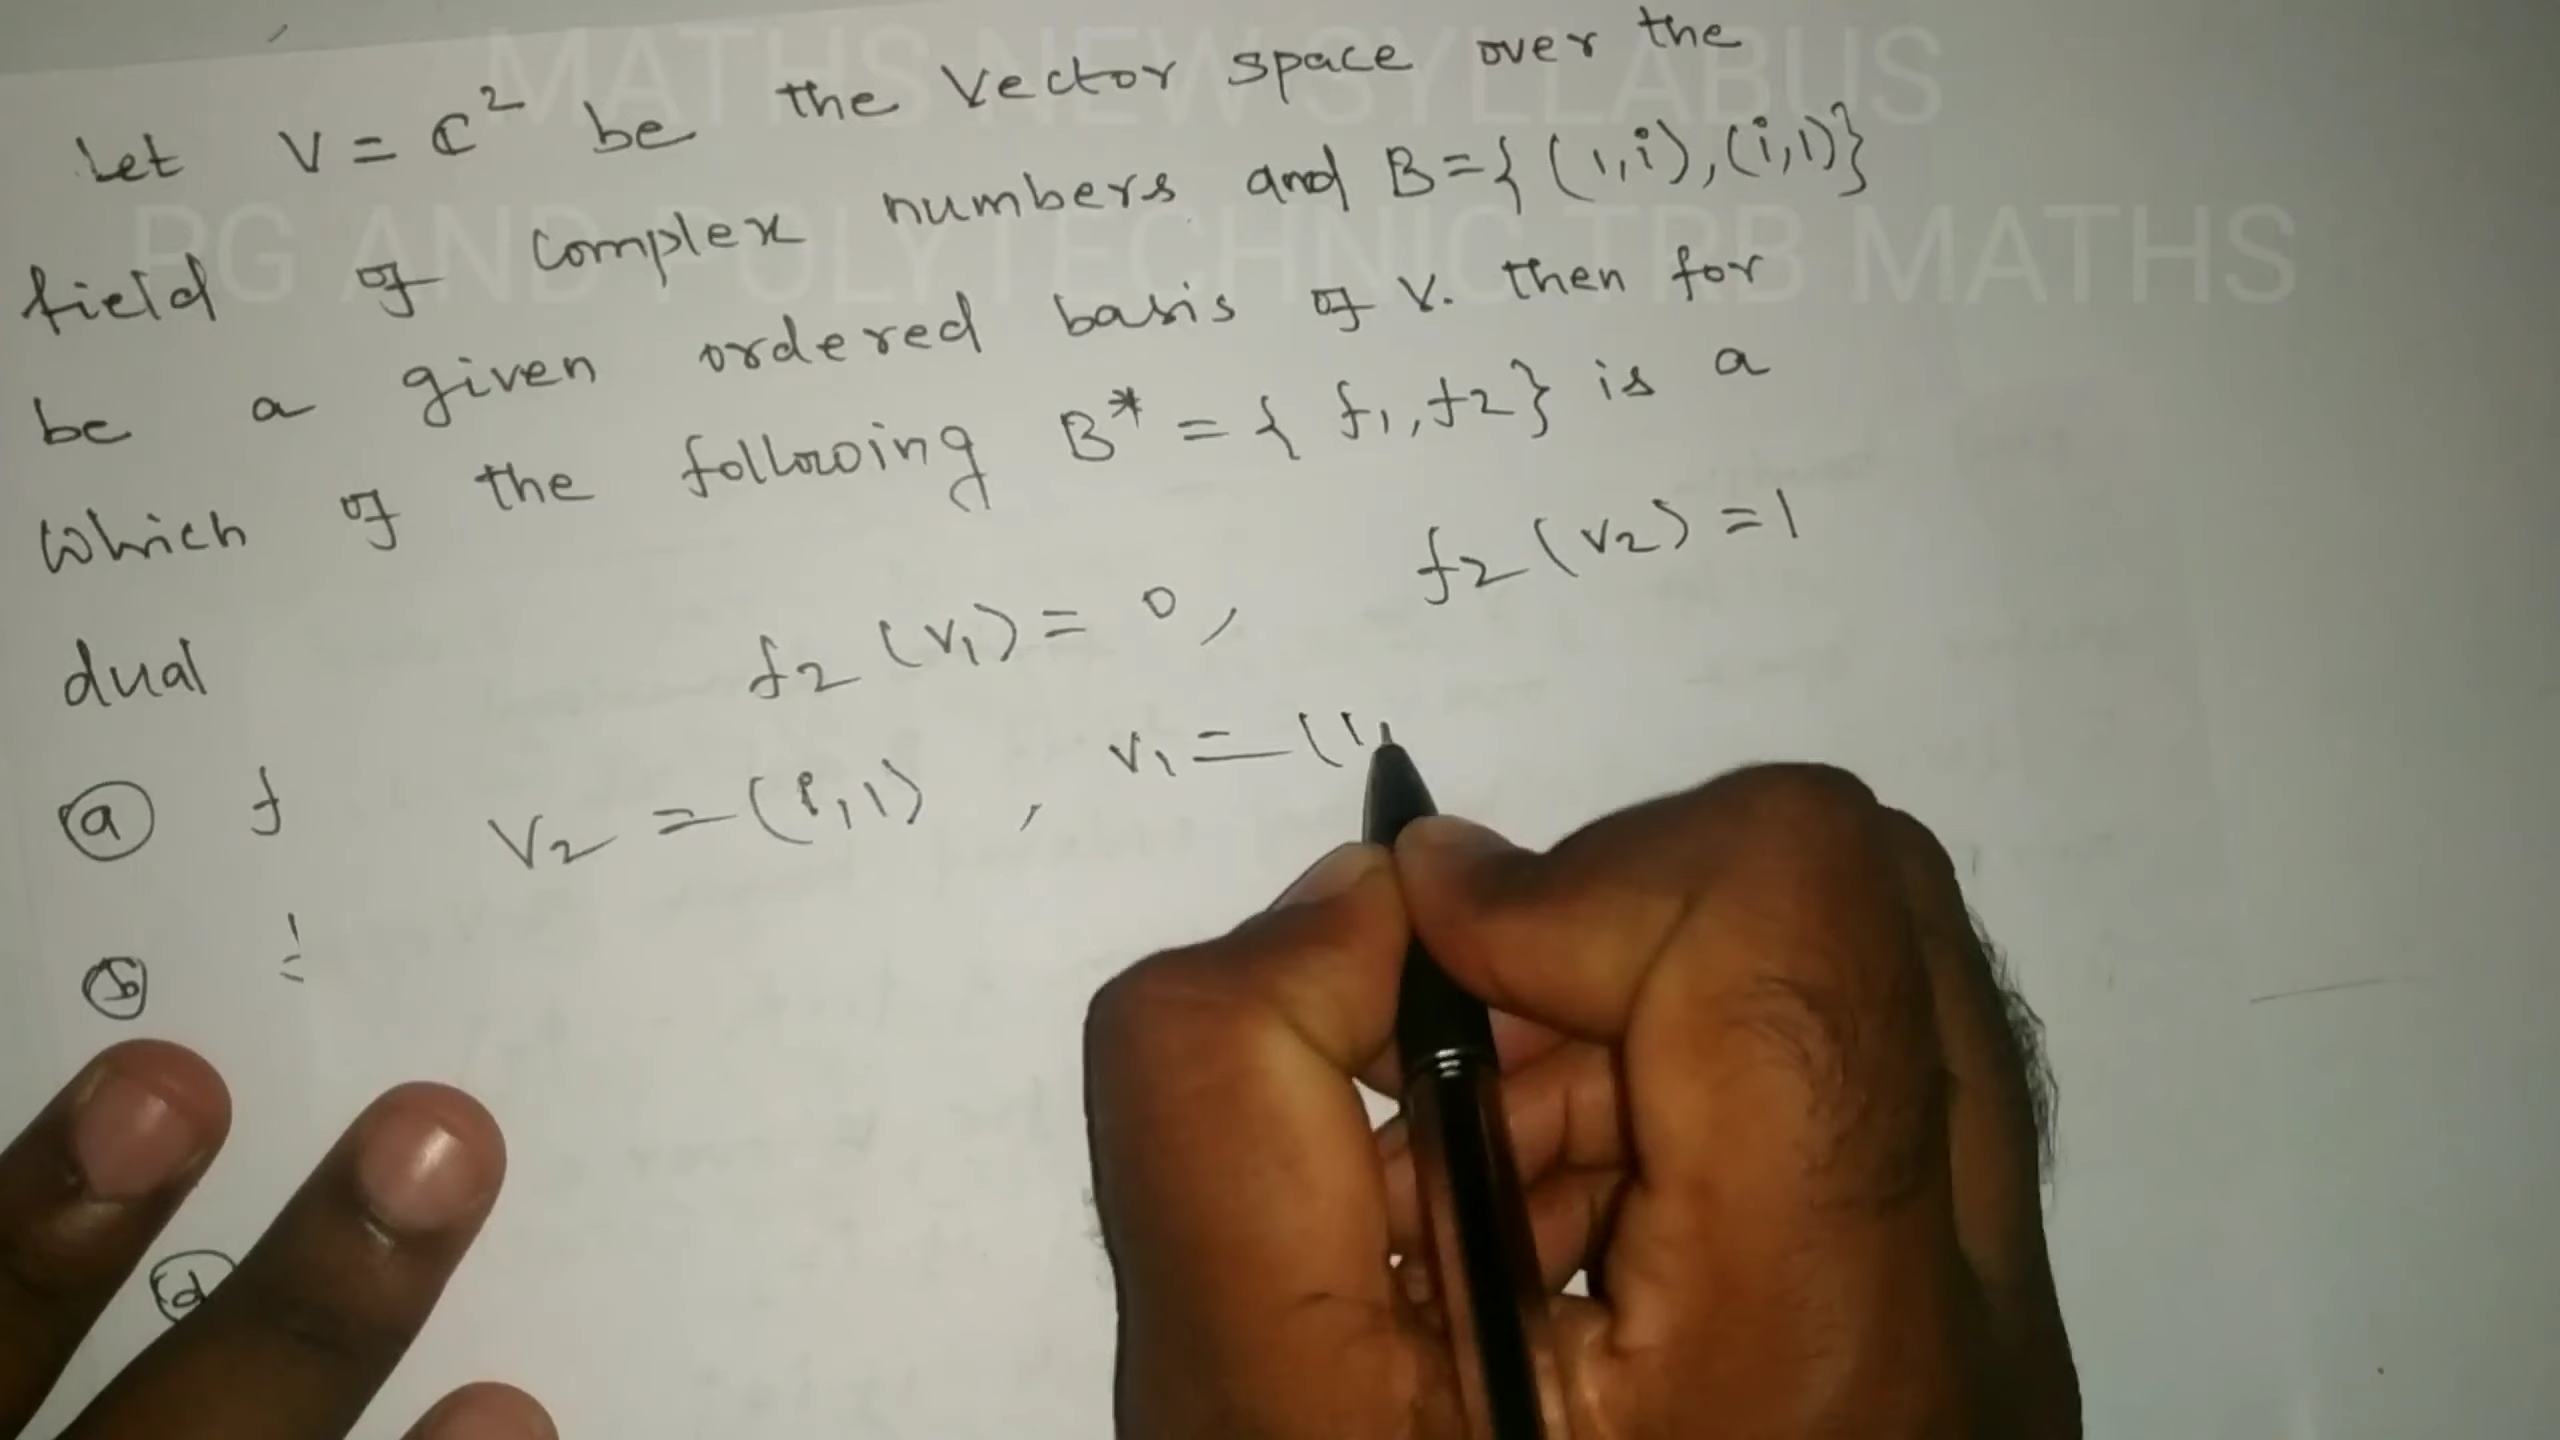 MATHS NEW SYLLABUS
PG AND POLYTECHNIC TRB MATHS
Let V = ℂ² be the Vector space over the
field of complex numbers and B = { (1,i), (i,1)}
be a given ordered basis of V. then for
which of the following B* = { f₁, f₂} is a
dual
f₂ (v₁) = 0, f₂ (v₂) = 1
ⓐ f
V₂ = (i,1) , v₁ = (1,
ⓑ
ⓓ